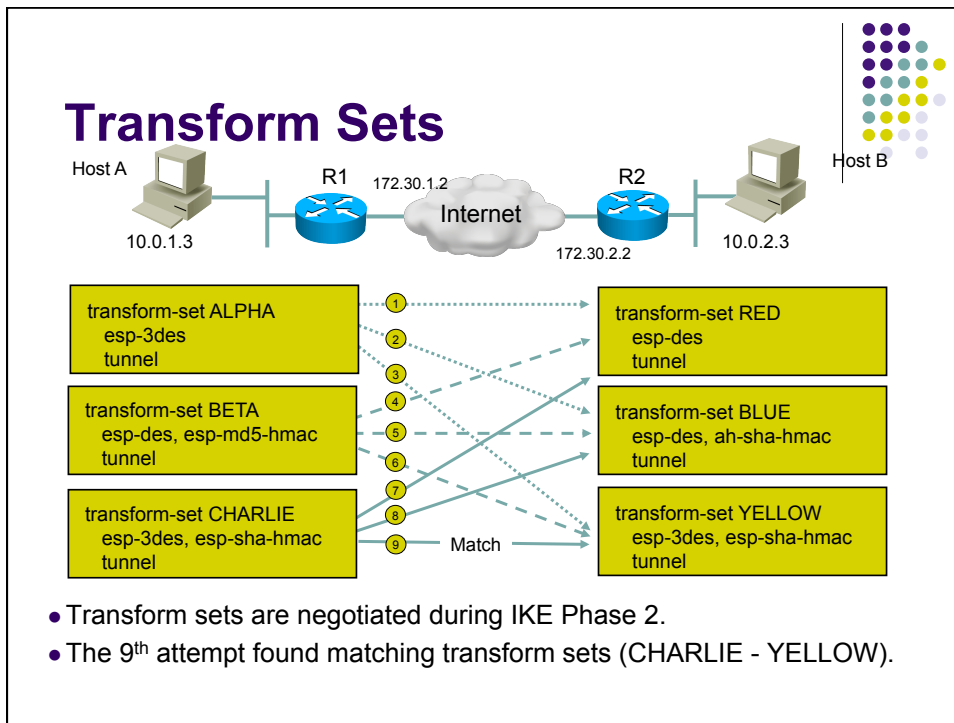 Transform Sets
Host A
Host B
R1
172.30.1.2
Internet
R2
10.0.1.3
172.30.2.2
10.0.2.3
transform-set ALPHA
esp-3des
tunnel
transform-set BETA
esp-des, esp-md5-hmac
tunnel
transform-set CHARLIE
esp-3des, esp-sha-hmac
tunnel
1
2
3
4
5
6
7
8
9
Match
transform-set RED
esp-des
tunnel
transform-set BLUE
esp-des, ah-sha-hmac
tunnel
transform-set YELLOW
esp-3des, esp-sha-hmac
tunnel
• Transform sets are negotiated during IKE Phase 2.
• The 9th attempt found matching transform sets (CHARLIE - YELLOW).